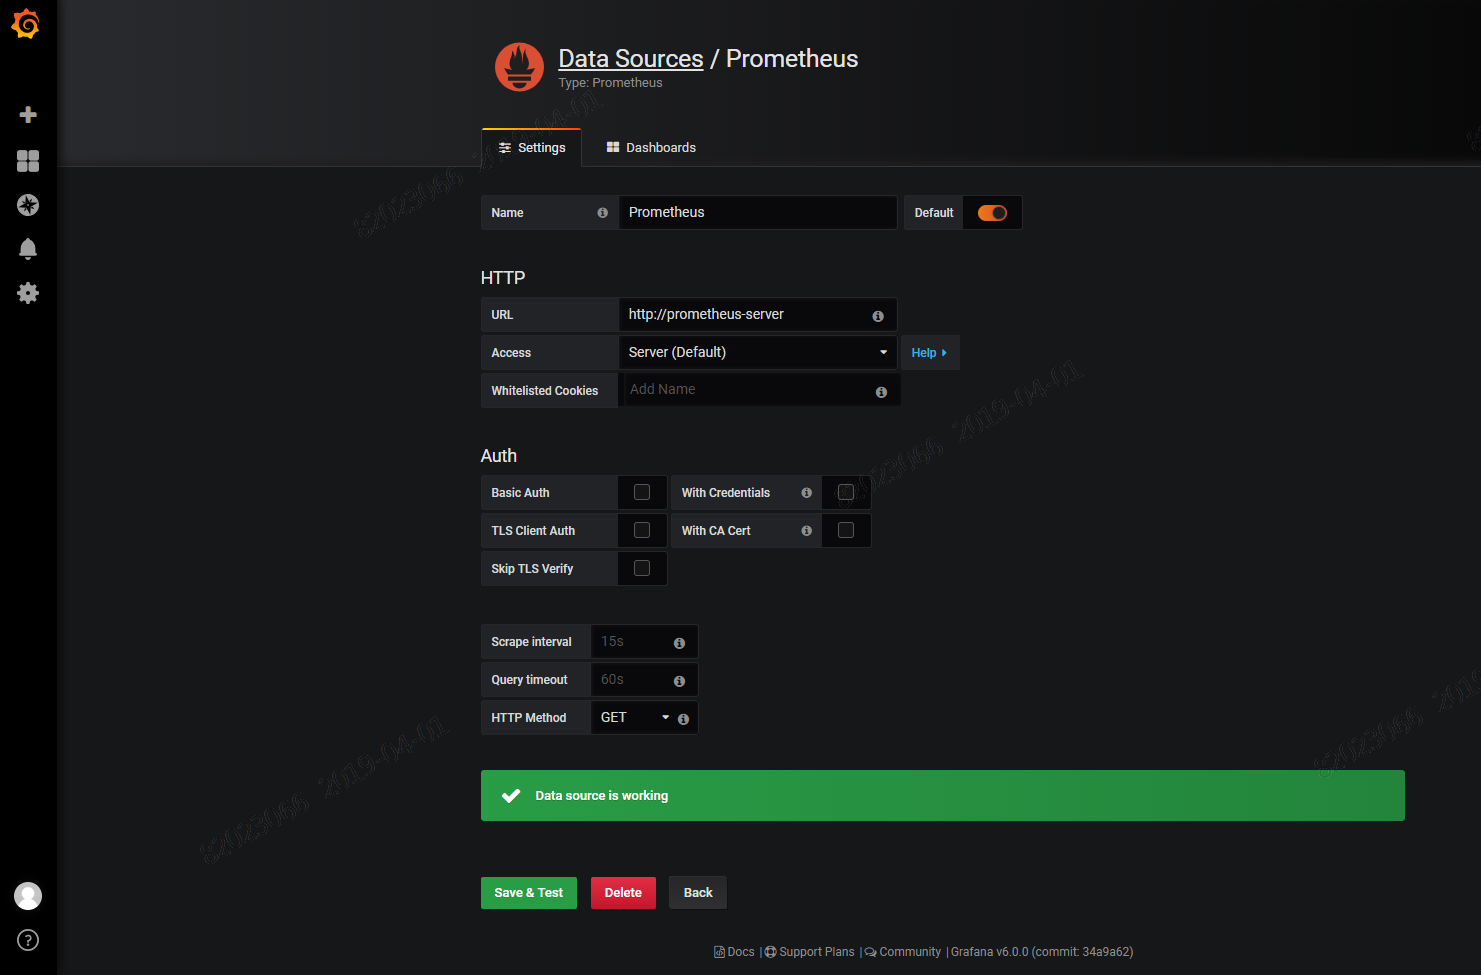 Data Sources / Prometheus
Type: Prometheus
Settings
Dashboards
Name
Prometheus
Default
HTTP
URL
http://prometheus-server
Access
Server (Default)
Help
Whitelisted Cookies
Add Name
Auth
Basic Auth
With Credentials
TLS Client Auth
With CA Cert
Skip TLS Verify
Scrape interval
15s
Query timeout
60s
HTTP Method
GET
Data source is working
Save & Test
Delete
Back
Docs | Support Plans | Community | Grafana v6.0.0 (commit: 34a9a62)